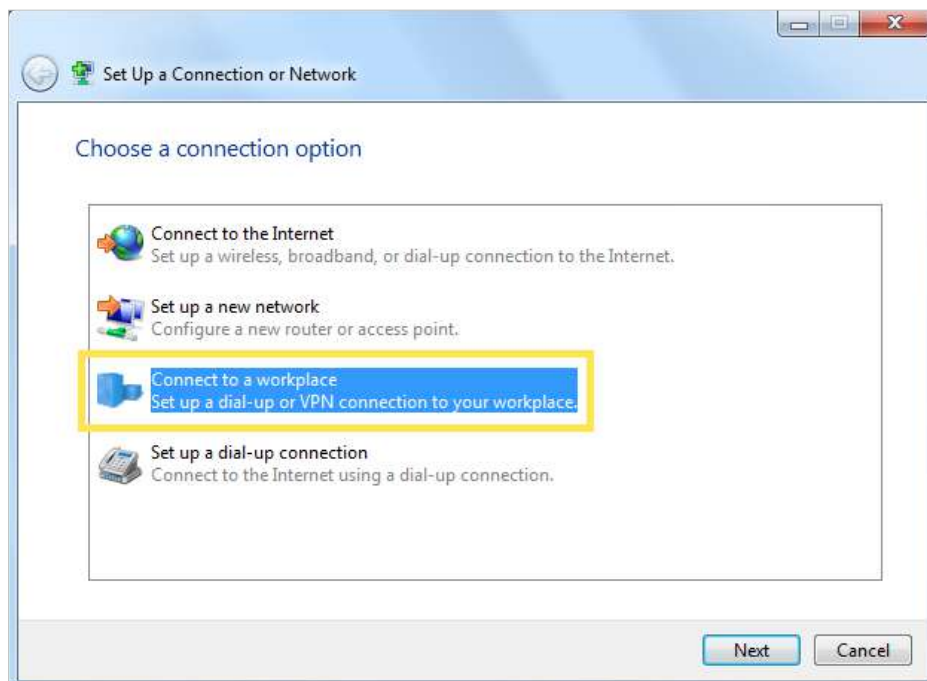 Set Up a Connection or Network
Choose a connection option
Connect to the Internet
Set up a wireless, broadband, or dial-up connection to the Internet.
Set up a new network
Configure a new router or access point.
Connect to a workplace
Set up a dial-up or VPN connection to your workplace.
Set up a dial-up connection
Connect to the Internet using a dial-up connection.
Next Cancel